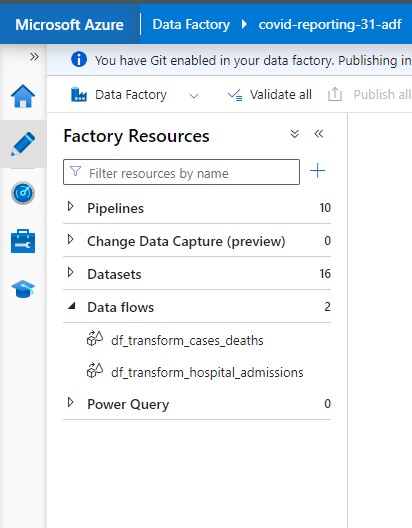 Microsoft Azure Data Factory covid-reporting-31-adf
You have Git enabled in your data factory. Publishing in
Data Factory Validate all Publish all
Factory Resources
Filter resources by name
Pipelines 10
Change Data Capture (preview) 0
Datasets 16
Data flows 2
df_transform_cases_deaths
df_transform_hospital_admissions
Power Query 0